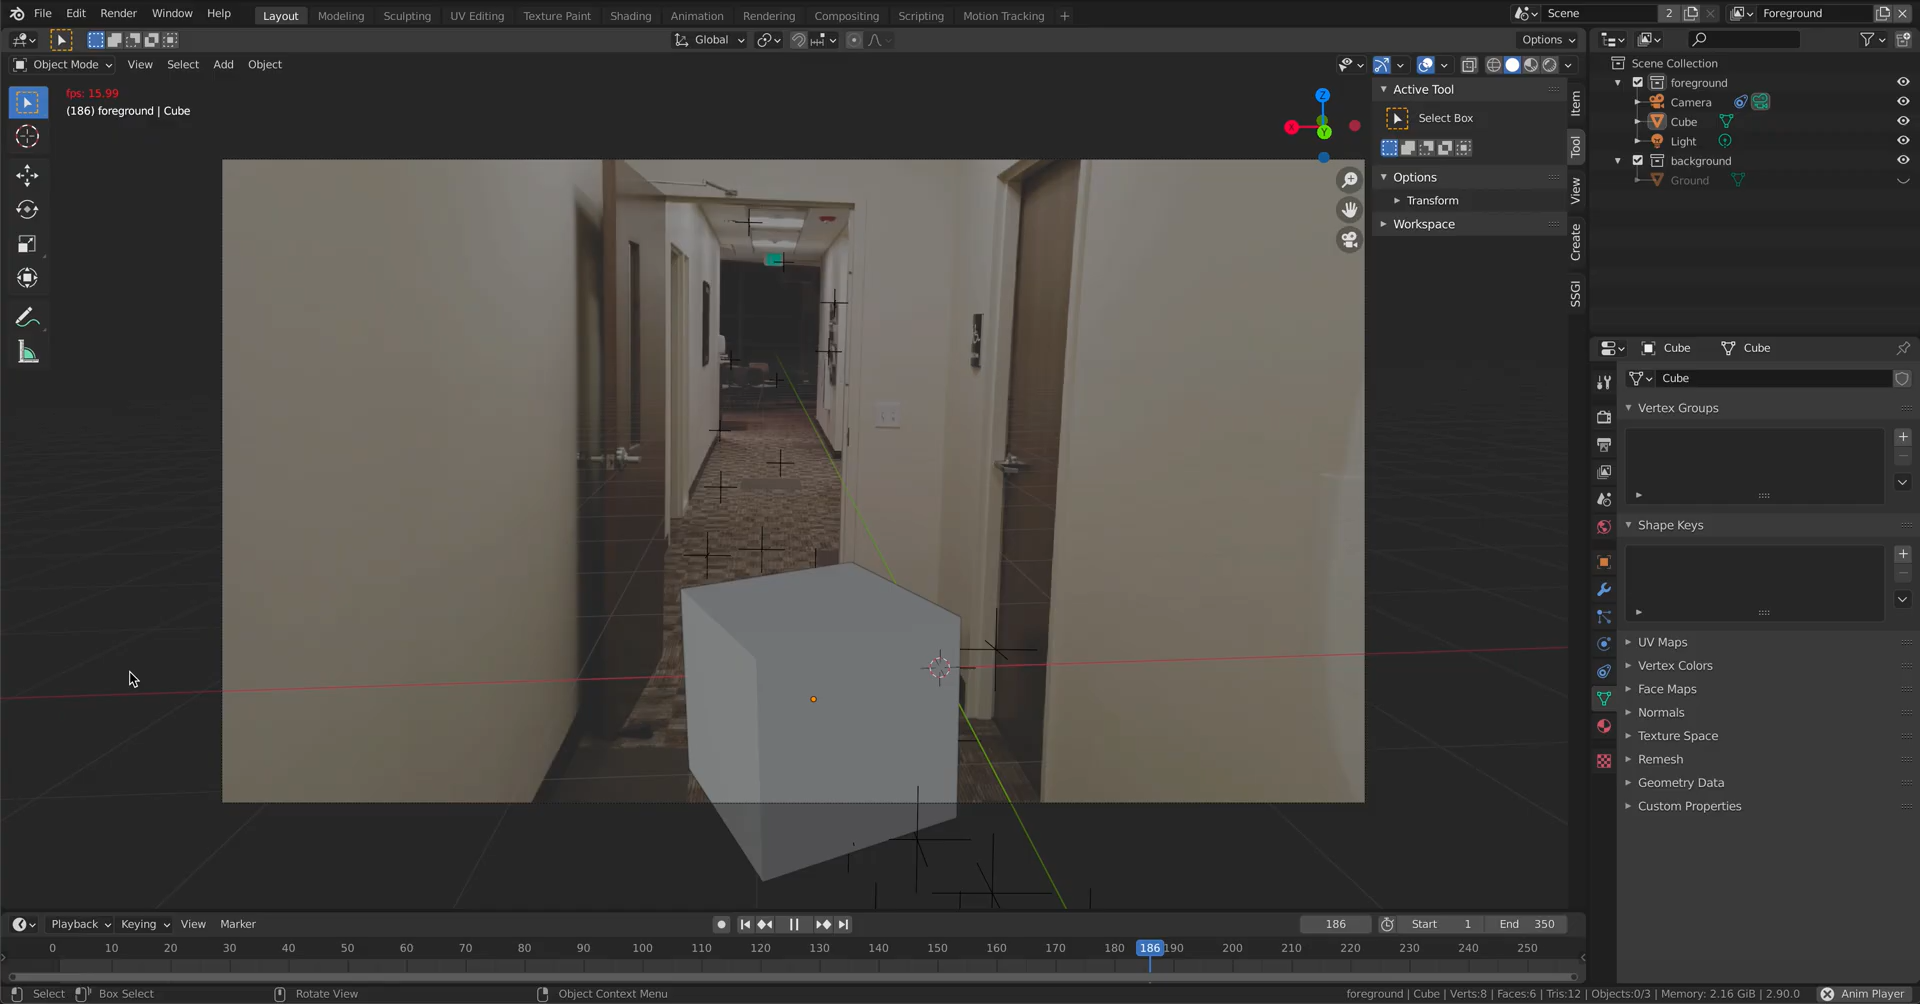 File Edit Render Window Help Layout Modeling Sculpting UV Editing Texture Paint Shading Animation Rendering Compositing Scripting Motion Tracking + Scene 2 Foreground
Global Options
Object Mode View Select Add Object
Scene Collection
foreground
Camera
Cube
Light
background
Ground
fps: 15.99
(186) foreground | Cube
Z
X
Y
Active Tool
Select Box
Options
Transform
Workspace
Item
Tool
View
Create
SSGI
Cube Cube
Cube
Vertex Groups
Shape Keys
UV Maps
Vertex Colors
Face Maps
Normals
Texture Space
Remesh
Geometry Data
Custom Properties
Playback Keying View Marker 186 Start 1 End 350
0 10 20 30 40 50 60 70 80 90 100 110 120 130 140 150 160 170 180 186 190 200 210 220 230 240 250
Select Box Select Rotate View Object Context Menu foreground | Cube | Verts:8 | Faces:6 | Tris:12 | Objects:0/3 | Memory: 2.16 GiB | 2.90.0 Anim Player